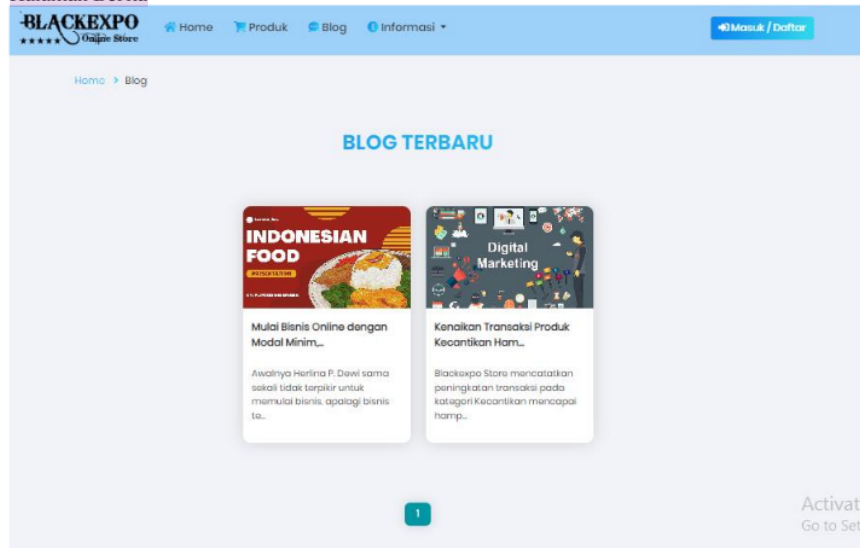 BLACKEXPO
Online Store
Home Produk Blog Informasi
Masuk / Daftar
Home > Blog
BLOG TERBARU
INDONESIAN
FOOD
PRESENTATION
Digital
Marketing
Mulai Bisnis Online dengan
Modal Minim,...
Awalnya Herlina P. Dewi sama
sekali tidak terpikir untuk
memulai bisnis, apalagi bisnis
te...
Kenaikan Transaksi Produk
Kecantikan Ham...
Blackexpo Store mencatatkan
peningkatan transaksi pada
kategori Kecantikan mencapai
hamp...
1
Activat
Go to Set